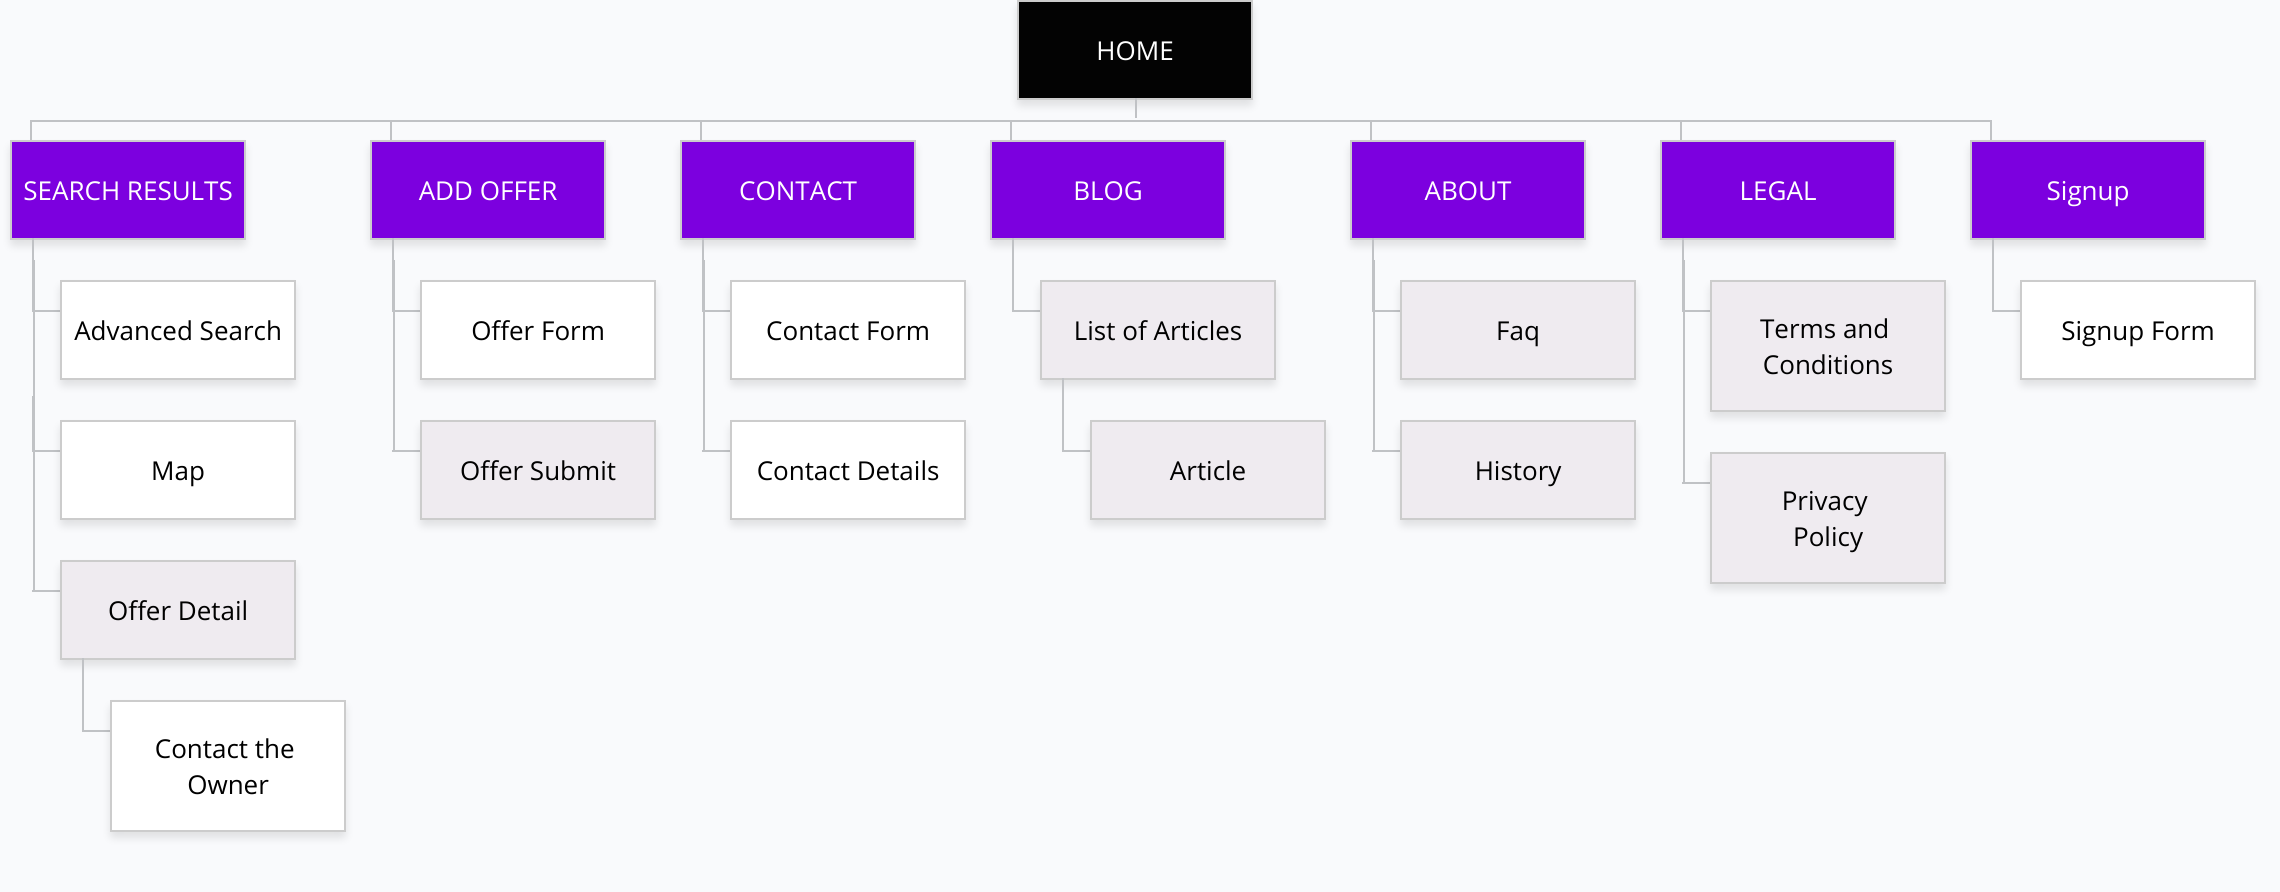 HOME
SEARCH RESULTS
ADD OFFER
CONTACT
BLOG
ABOUT
LEGAL
Signup
Advanced Search
Offer Form
Contact Form
List of Articles
Faq
Terms and
Conditions
Signup Form
Map
Offer Submit
Contact Details
Article
History
Privacy
Policy
Offer Detail
Contact the
Owner